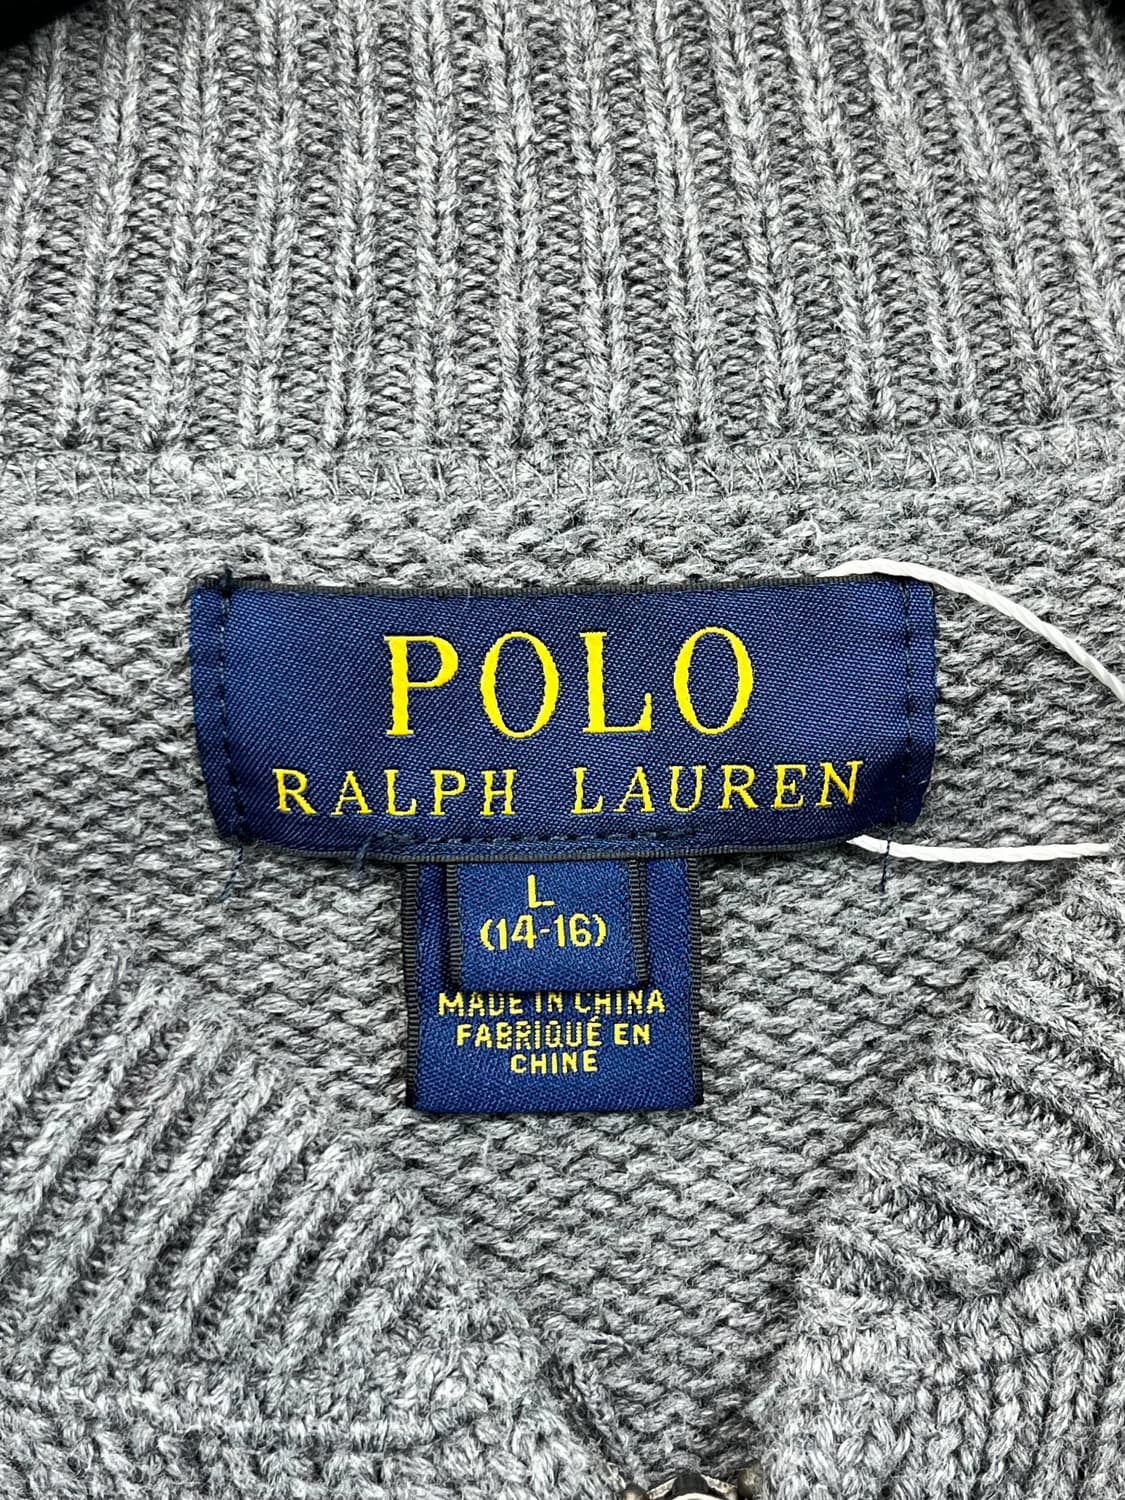 POLO
RALPH LAUREN
L
(14-16)
MADE IN CHINA
FABRIQUÉ EN
CHINE